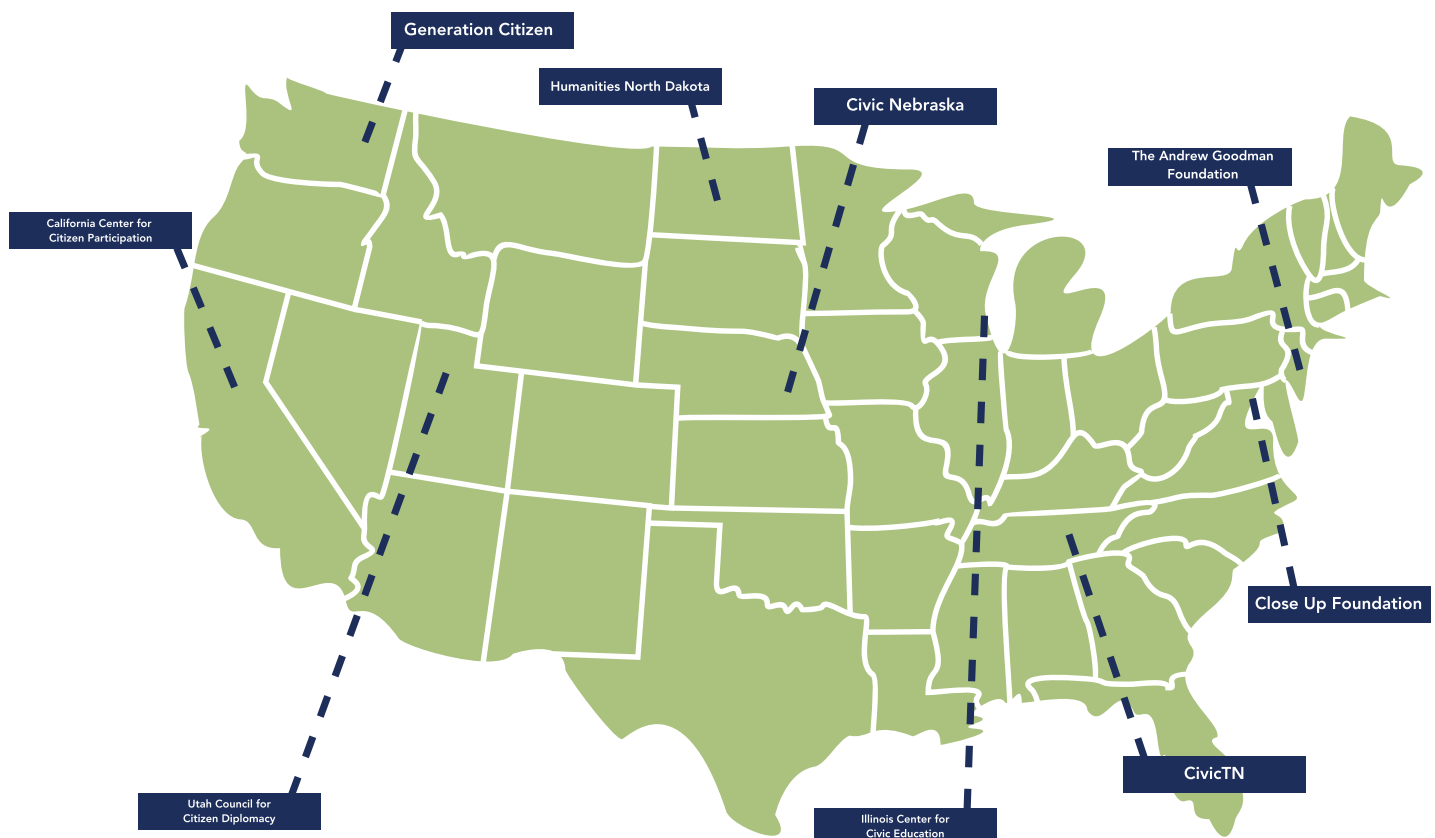 Generation Citizen
Humanities North Dakota
Civic Nebraska
The Andrew Goodman
Foundation
California Center for
Citizen Participation
Close Up Foundation
CivicTN
Utah Council for
Citizen Diplomacy
Illinois Center for
Civic Education